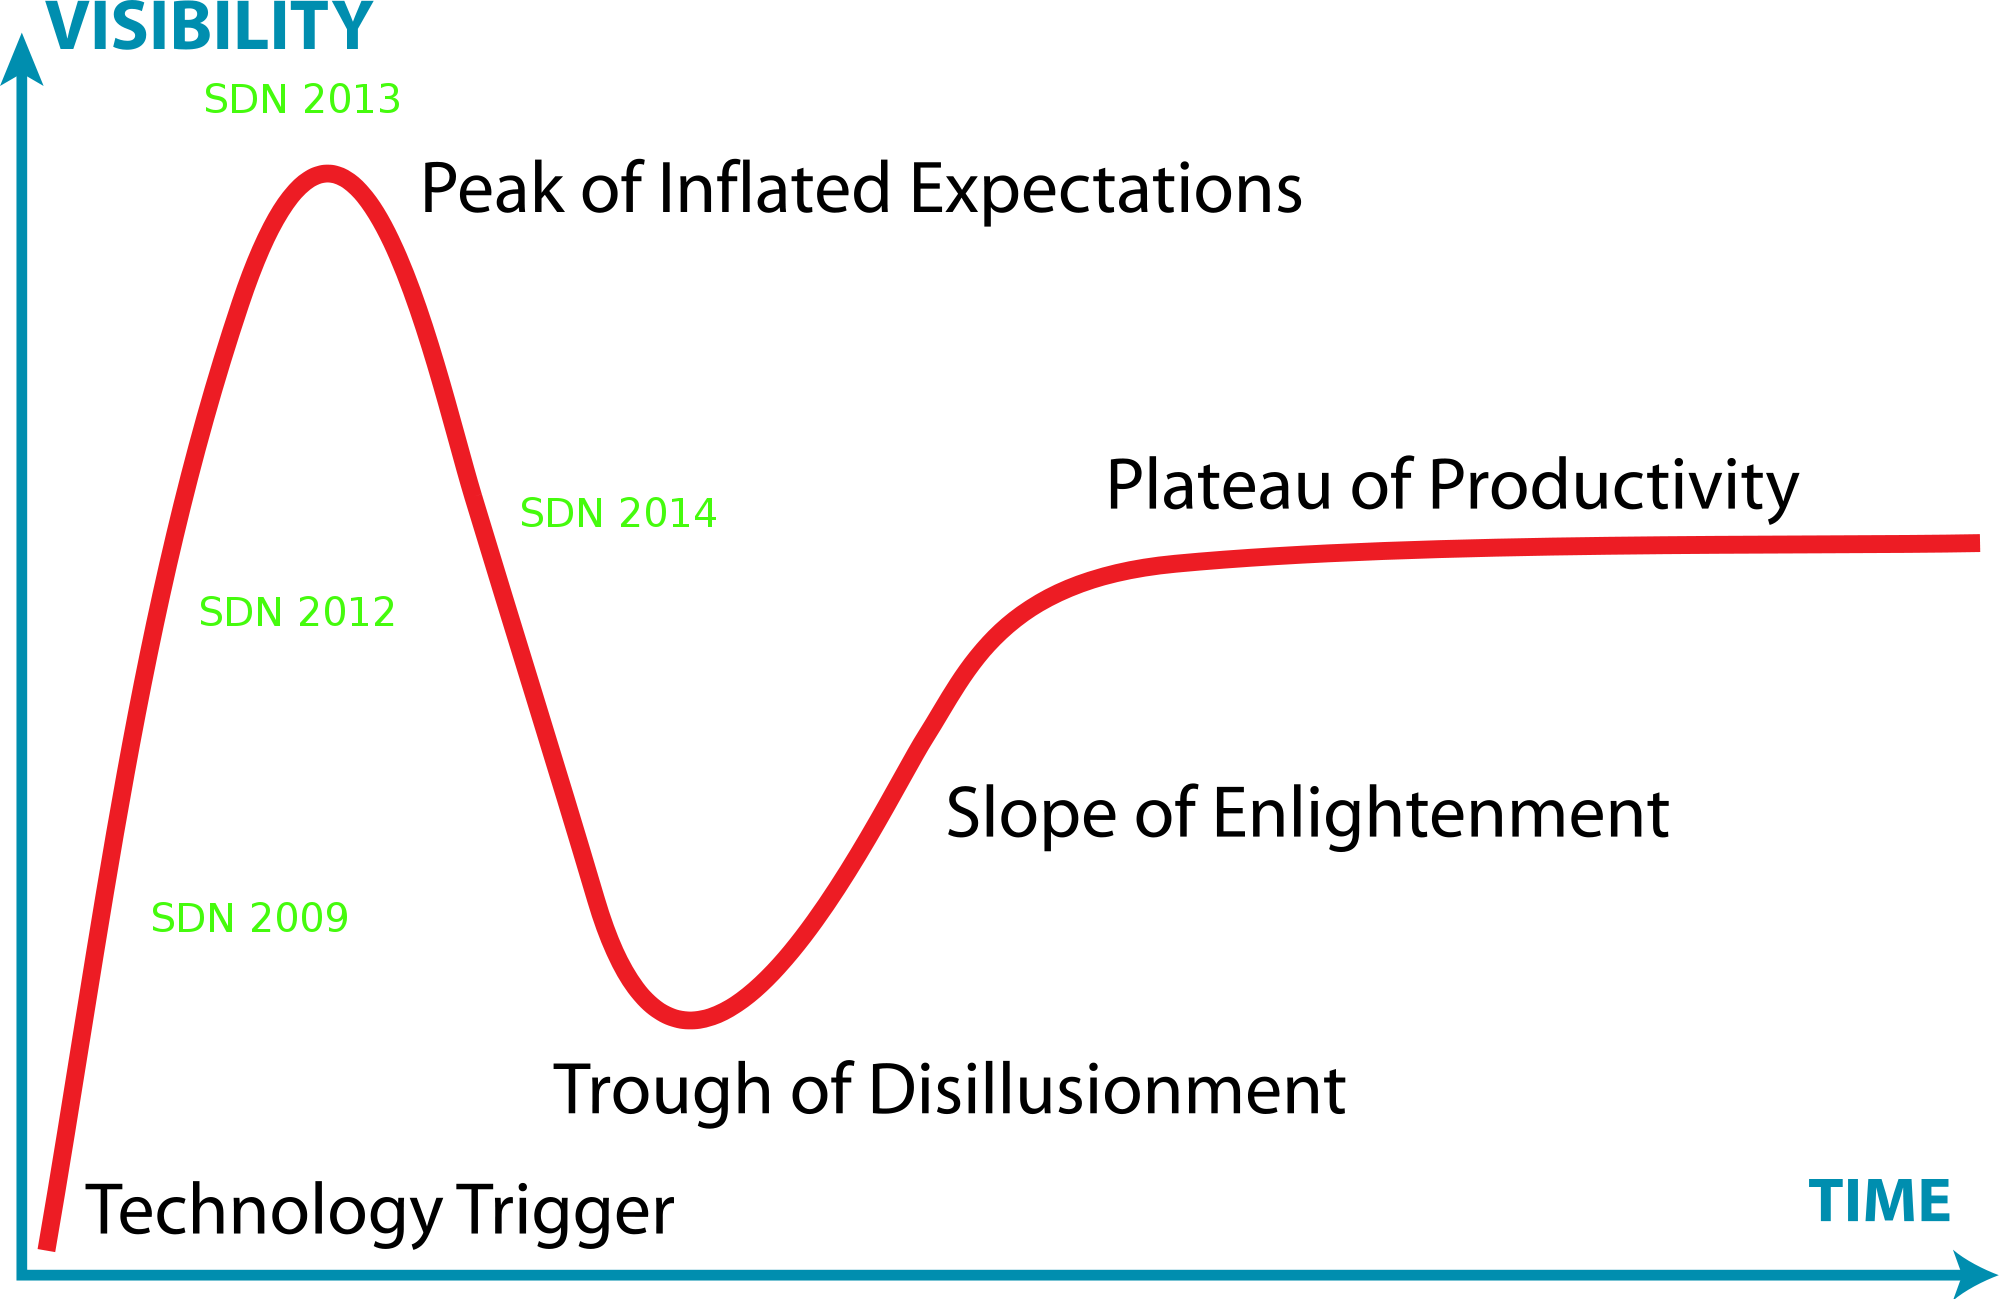 VISIBILITY
SDN 2013
Peak of Inflated Expectations
Plateau of Productivity
SDN 2014
SDN 2012
Slope of Enlightenment
SDN 2009
Trough of Disillusionment
Technology Trigger
TIME